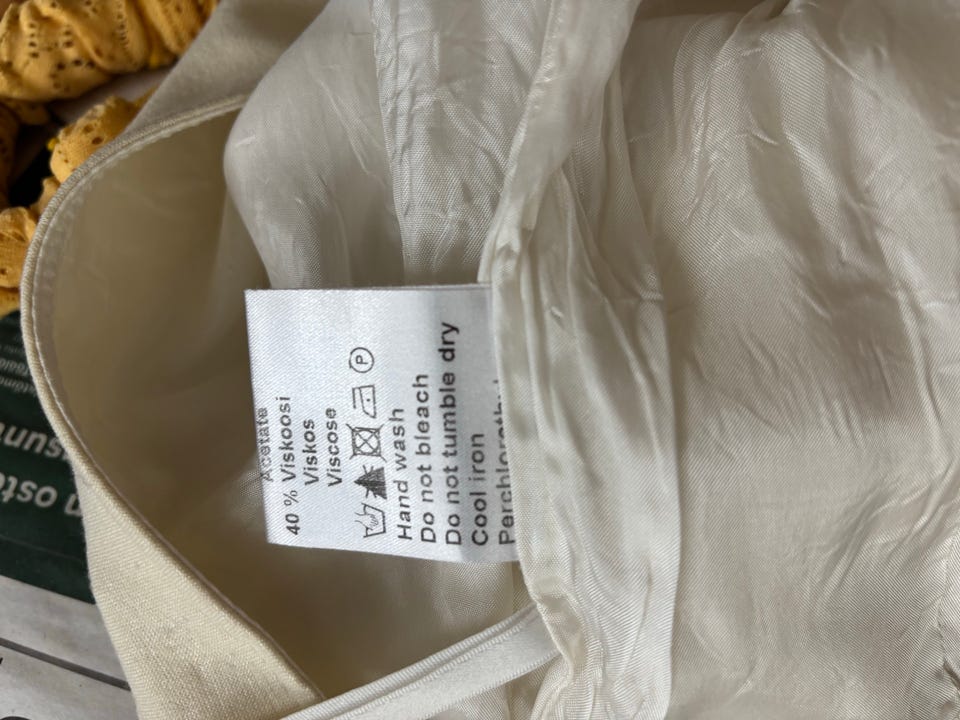 Acetate
40 % Viskoosi
Viskos
Viscose
P
Hand wash
Do not bleach
Do not tumble dry
Cool iron